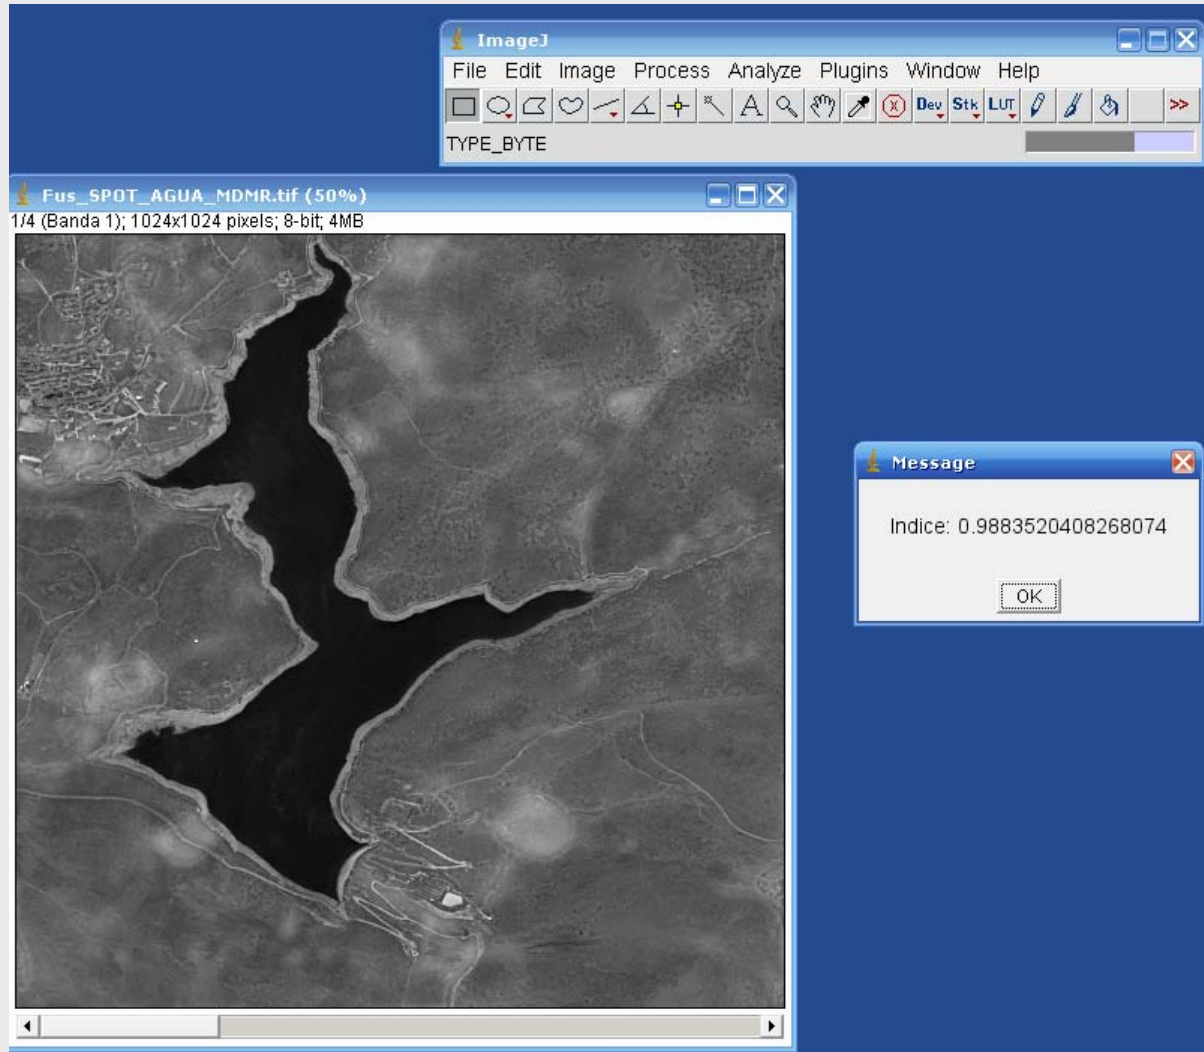 ImageJ
File Edit Image Process Analyze Plugins Window Help
A Dev Stk LUT >>
TYPE_BYTE
Fus_SPOT_AGUA_MDMR.tif (50%)
1/4 (Banda 1); 1024x1024 pixels; 8-bit; 4MB
Message
Indice: 0.9883520408268074
OK